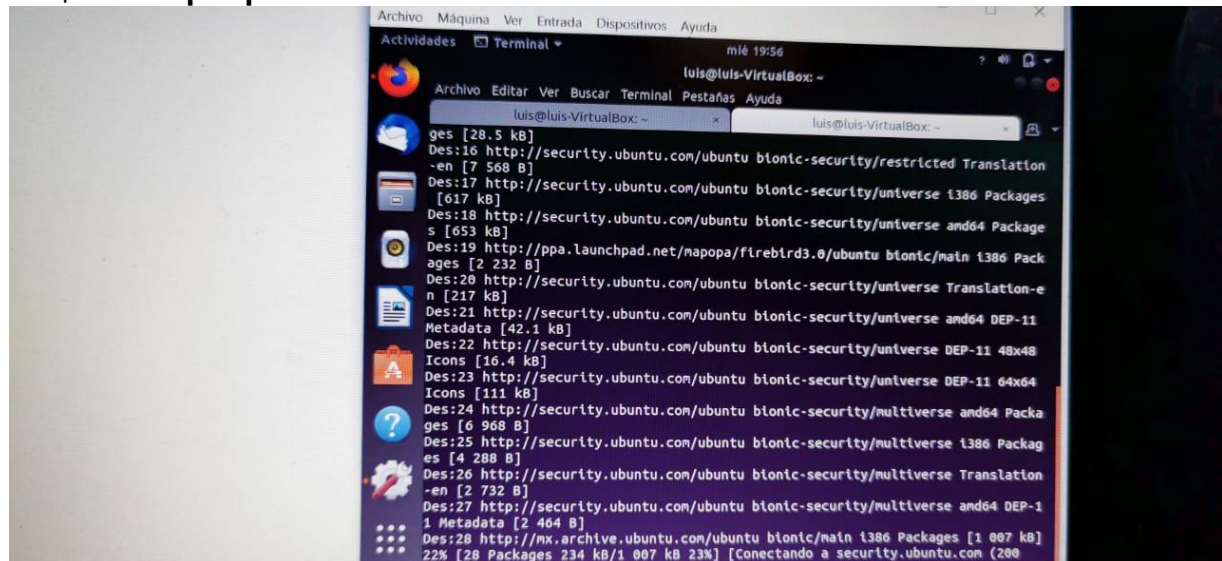 Archivo Máquina Ver Entrada Dispositivos Ayuda
Actividades Terminal
mié 19:56
luis@luis-VirtualBox: ~
Archivo Editar Ver Buscar Terminal Pestañas Ayuda
luis@luis-VirtualBox: ~ × luis@luis-VirtualBox: ~ ×
ges [28.5 kB]
Des:16 http://security.ubuntu.com/ubuntu bionic-security/restricted Translation
-en [7 568 B]
Des:17 http://security.ubuntu.com/ubuntu bionic-security/universe i386 Packages
[617 kB]
Des:18 http://security.ubuntu.com/ubuntu bionic-security/universe amd64 Package
s [653 kB]
Des:19 http://ppa.launchpad.net/mapopa/firebird3.0/ubuntu bionic/main i386 Pack
ages [2 232 B]
Des:20 http://security.ubuntu.com/ubuntu bionic-security/universe Translation-e
n [217 kB]
Des:21 http://security.ubuntu.com/ubuntu bionic-security/universe amd64 DEP-11
Metadata [42.1 kB]
Des:22 http://security.ubuntu.com/ubuntu bionic-security/universe DEP-11 48x48
Icons [16.4 kB]
Des:23 http://security.ubuntu.com/ubuntu bionic-security/universe DEP-11 64x64
Icons [111 kB]
Des:24 http://security.ubuntu.com/ubuntu bionic-security/multiverse amd64 Packa
ges [6 968 B]
Des:25 http://security.ubuntu.com/ubuntu bionic-security/multiverse i386 Packag
es [4 288 B]
Des:26 http://security.ubuntu.com/ubuntu bionic-security/multiverse Translation
-en [2 732 B]
Des:27 http://security.ubuntu.com/ubuntu bionic-security/multiverse amd64 DEP-1
1 Metadata [2 464 B]
Des:28 http://mx.archive.ubuntu.com/ubuntu bionic/main i386 Packages [1 007 kB]
22% [28 Packages 234 kB/1 007 kB 23%] [Conectando a security.ubuntu.com (200